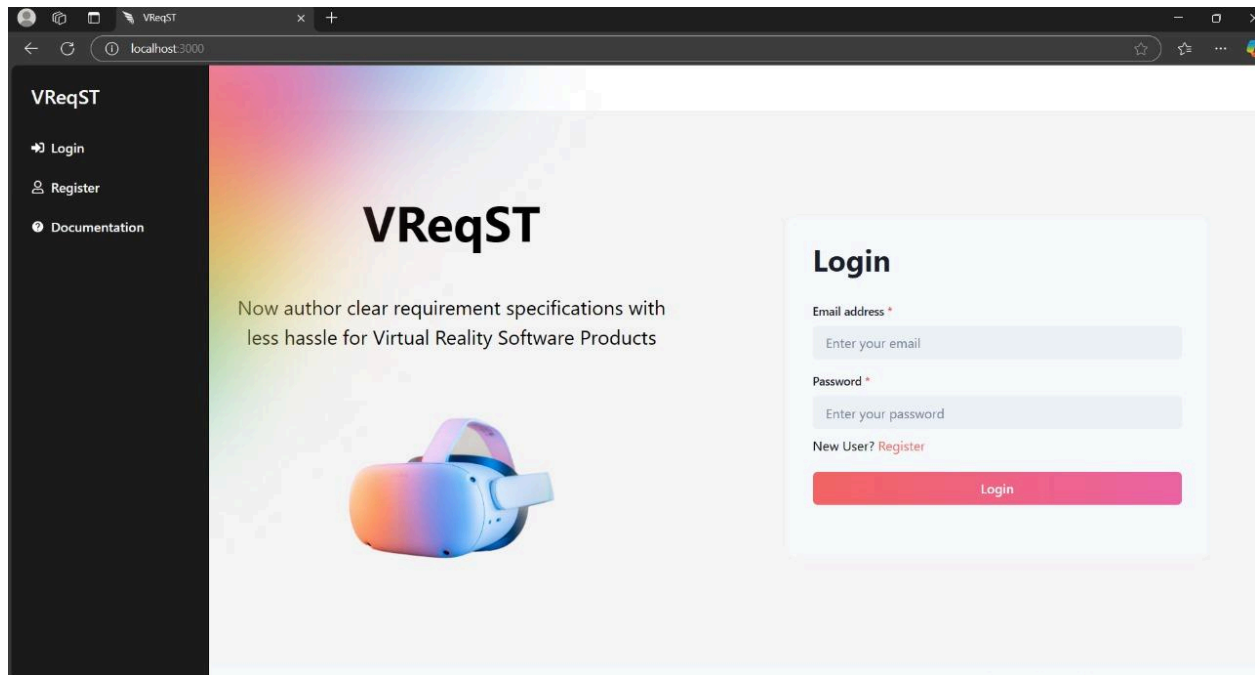 VReqST
localhost:3000
VReqST
Login
Register
Documentation
VReqST
Now author clear requirement specifications with
less hassle for Virtual Reality Software Products
Login
Email address *
Enter your email
Password *
Enter your password
New User? Register
Login